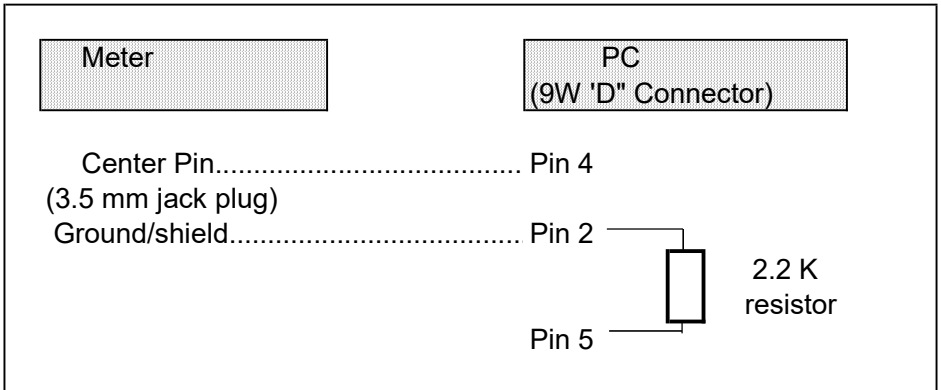 Meter
PC
(9W 'D" Connector)
Center Pin........................................ Pin 4
(3.5 mm jack plug)
Ground/shield...................................... Pin 2
2.2 K
resistor
Pin 5